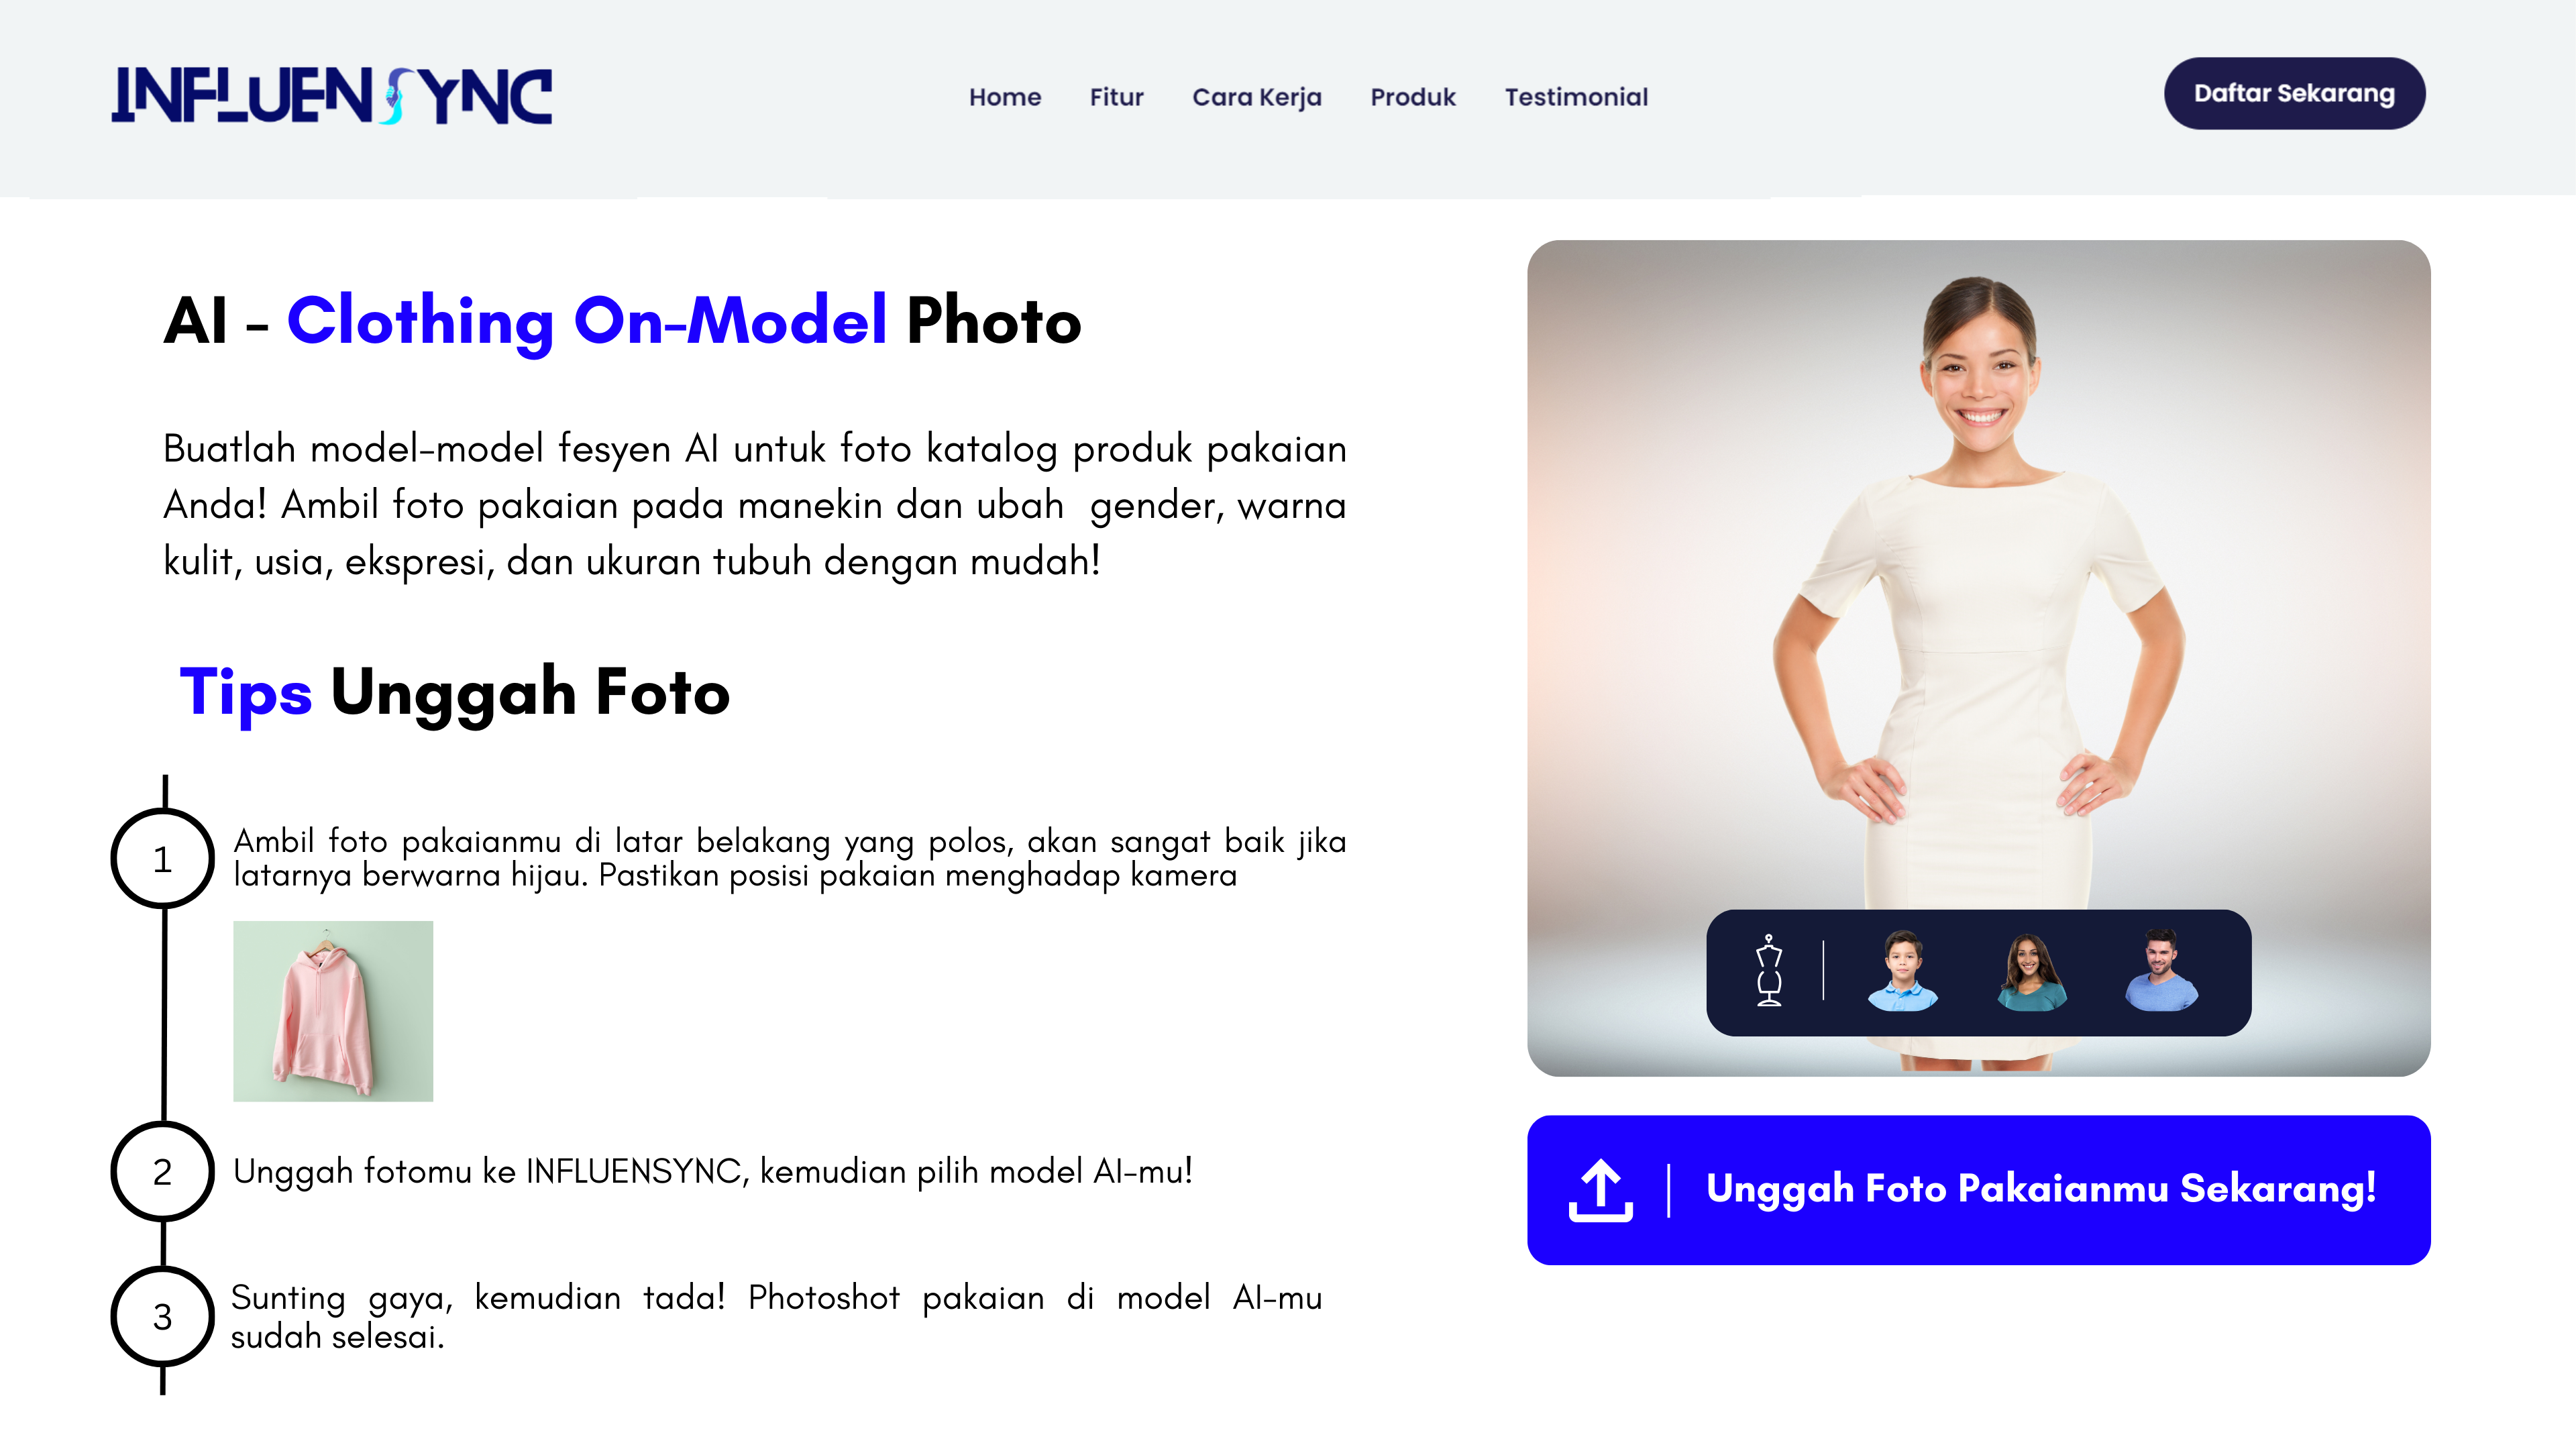 INFLUENSYNC
Home
Fitur
Cara Kerja
Produk
Testimonial
Daftar Sekarang
AI - Clothing On-Model Photo
Buatlah model-model fesyen AI untuk foto katalog produk pakaian
Anda! Ambil foto pakaian pada manekin dan ubah gender, warna
kulit, usia, ekspresi, dan ukuran tubuh dengan mudah!
Tips Unggah Foto
1
Ambil foto pakaianmu di latar belakang yang polos, akan sangat baik jika
latarnya berwarna hijau. Pastikan posisi pakaian menghadap kamera
2
Unggah fotomu ke INFLUENSYNC, kemudian pilih model AI-mu!
3
Sunting gaya, kemudian tada! Photoshot pakaian di model AI-mu
sudah selesai.
Unggah Foto Pakaianmu Sekarang!